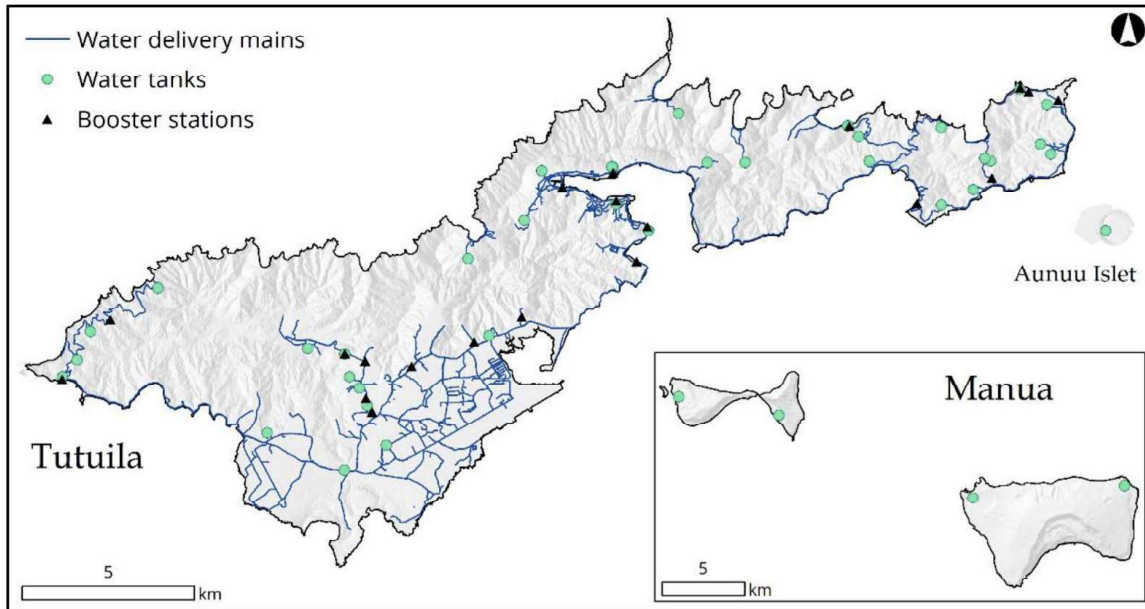 Water delivery mains
Water tanks
Booster stations
Aunuu Islet
Manua
Tutuila
5
km
5
km